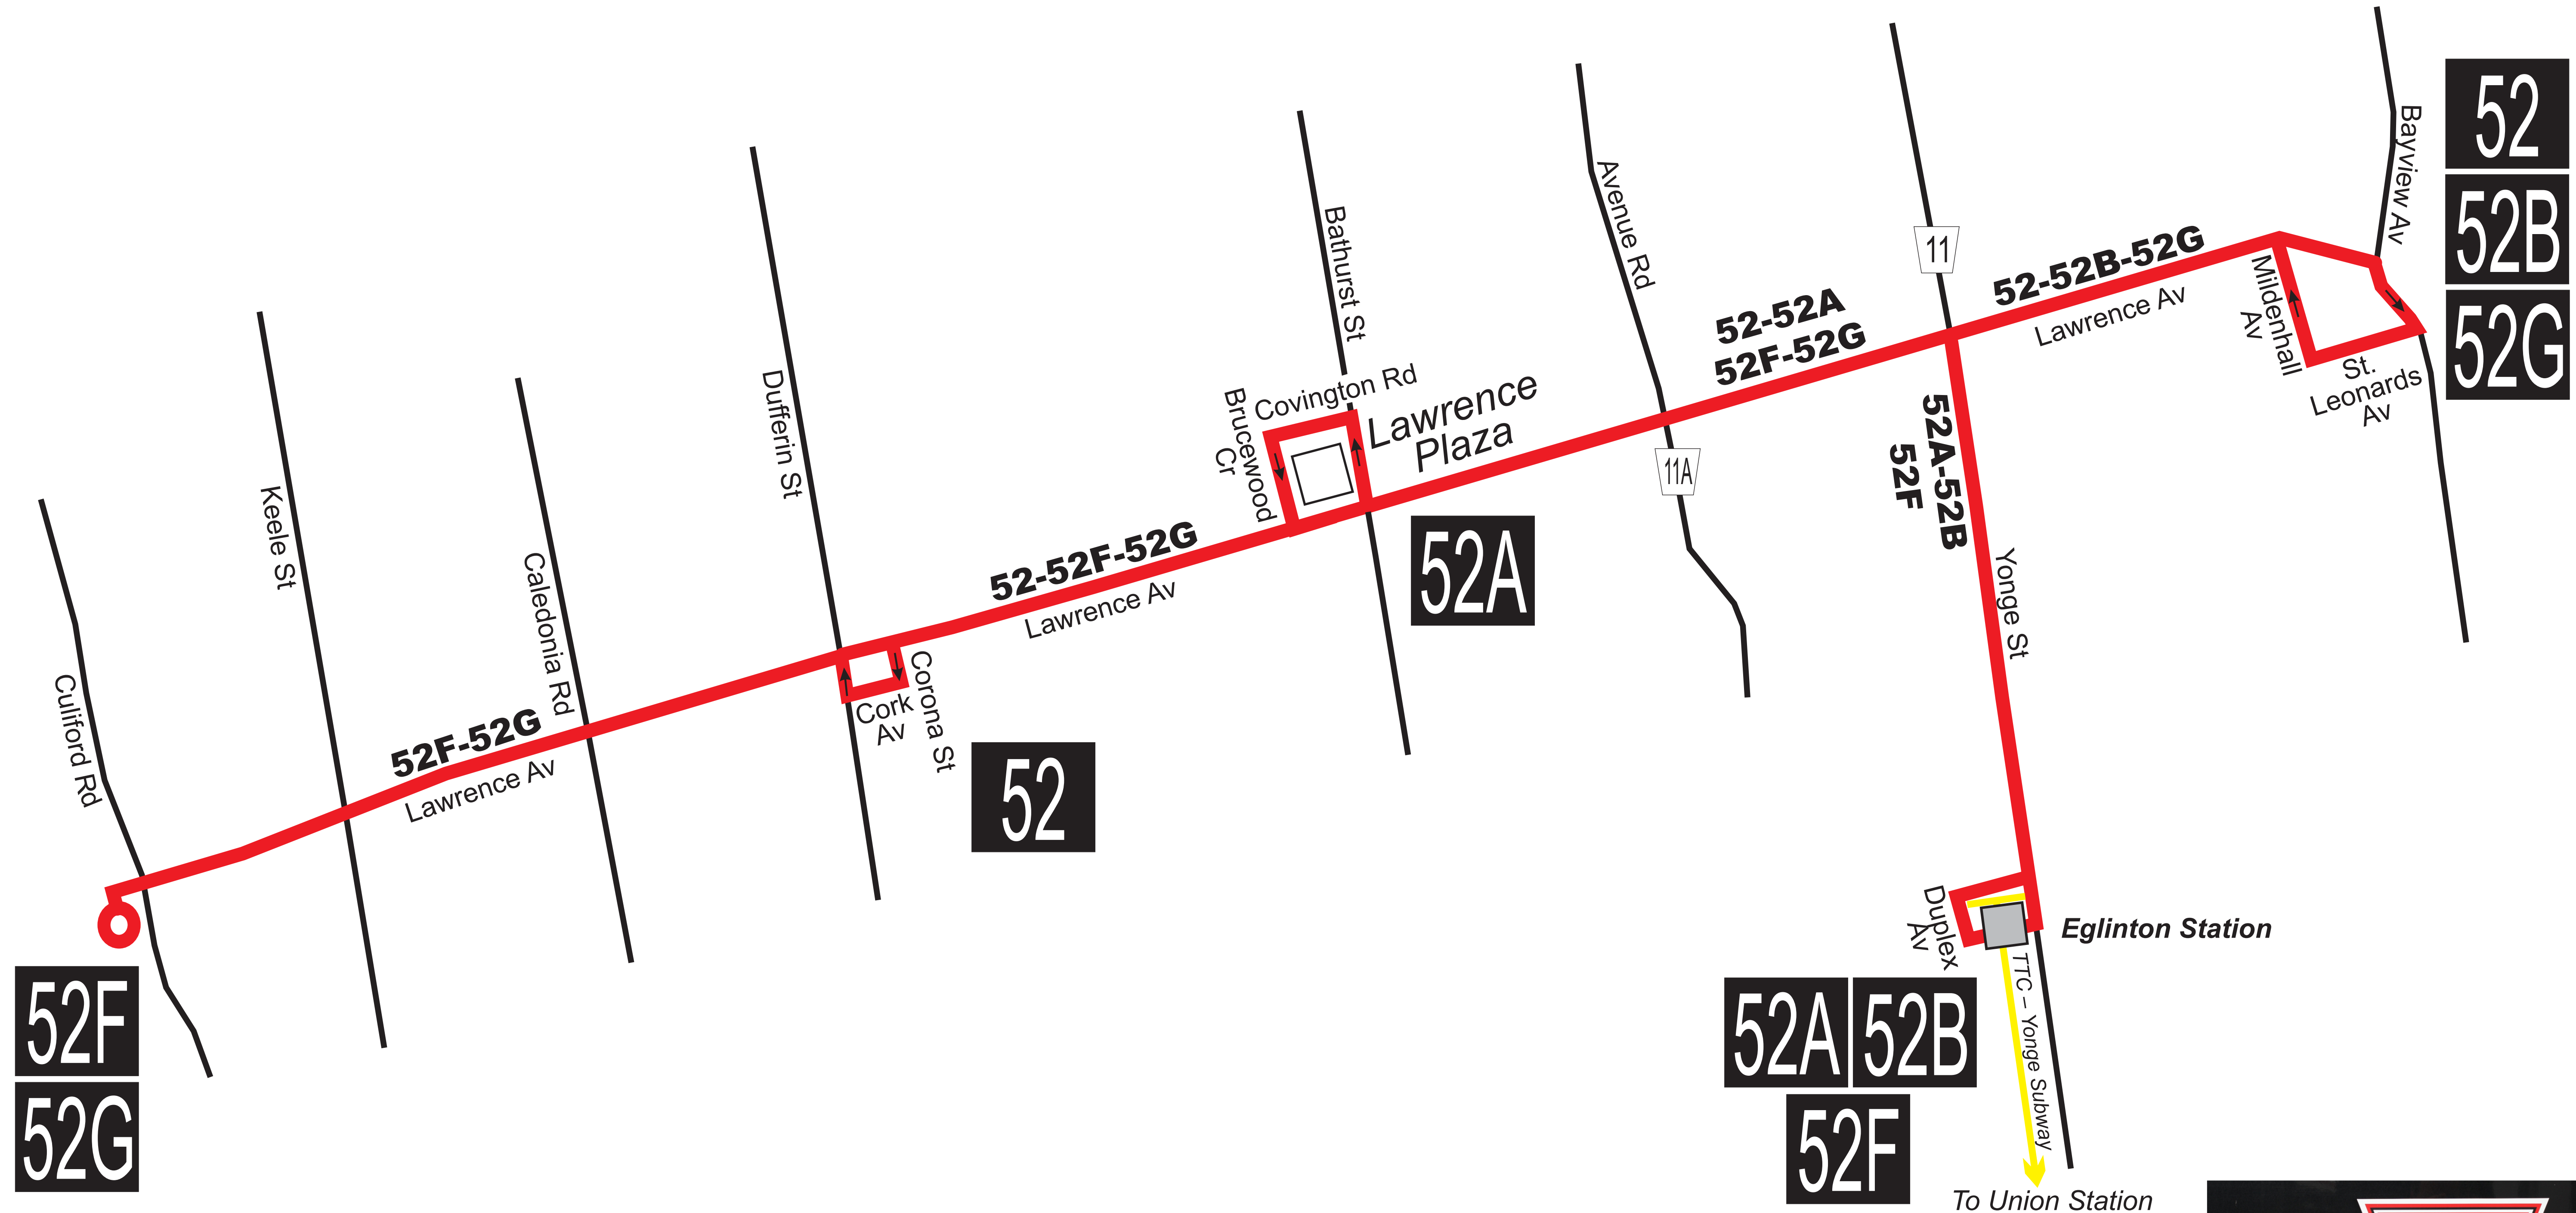 Culiford Rd
Keele St
Caledonia Rd
Dufferin St
Bathurst St
Avenue Rd
11
Bayview Av
52
52B
52G
52-52B-52G
Lawrence Av
Mildenhall
Av
St.
Leonards
Av
52-52A
52F-52G
11A
Covington Rd
Brucewood
Cr
Lawrence
Plaza
52A
52A-52B
52F
Yonge St
52-52F-52G
Lawrence Av
Cork
Av
Corona St
52
52F-52G
Lawrence Av
52F
52G
Duplex
Av
Eglinton Station
TTC – Yonge Subway
52A
52B
52F
To Union Station